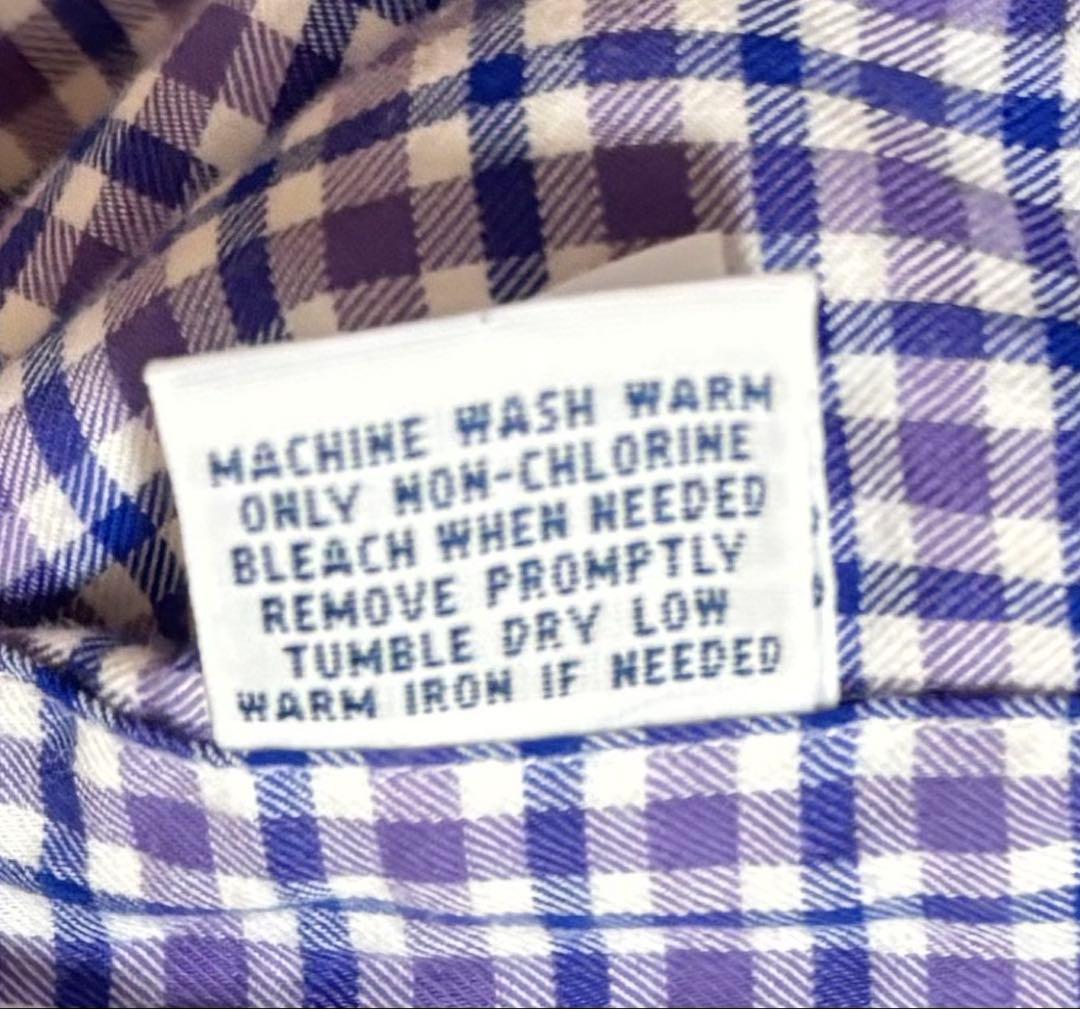 MACHINE WASH WARM
ONLY NON-CHLORINE
BLEACH WHEN NEEDED
REMOVE PROMPTLY
TUMBLE DRY LOW
WARM IRON IF NEEDED